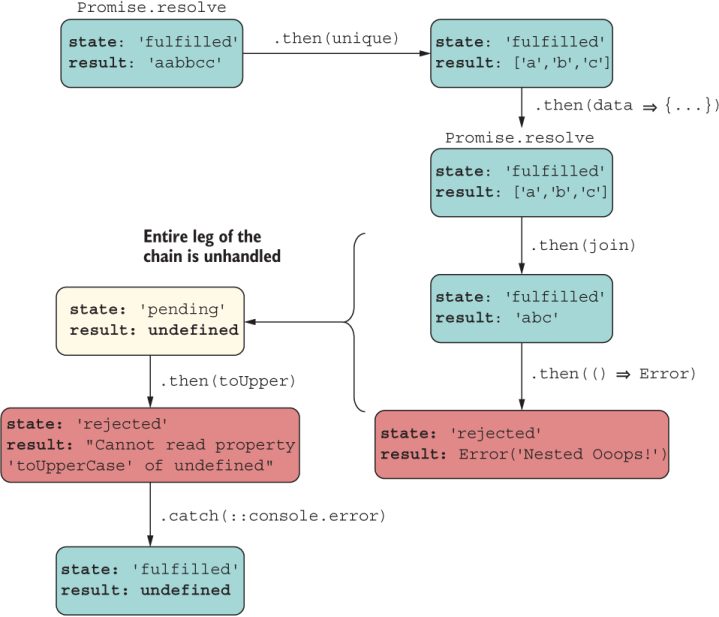 Promise.resolve
state: 'fulfilled'
result: 'aabbcc'
.then(unique)
state: 'fulfilled'
result: ['a','b','c']
.then(data ⇒ {...})
Promise.resolve
state: 'fulfilled'
result: ['a','b','c']
.then(join)
Entire leg of the
chain is unhandled
state: 'fulfilled'
result: 'abc'
state: 'pending'
result: undefined
.then(() ⇒ Error)
.then(toUpper)
state: 'rejected'
result: "Cannot read property
'toUpperCase' of undefined"
state: 'rejected'
result: Error('Nested Ooops!')
.catch(::console.error)
state: 'fulfilled'
result: undefined